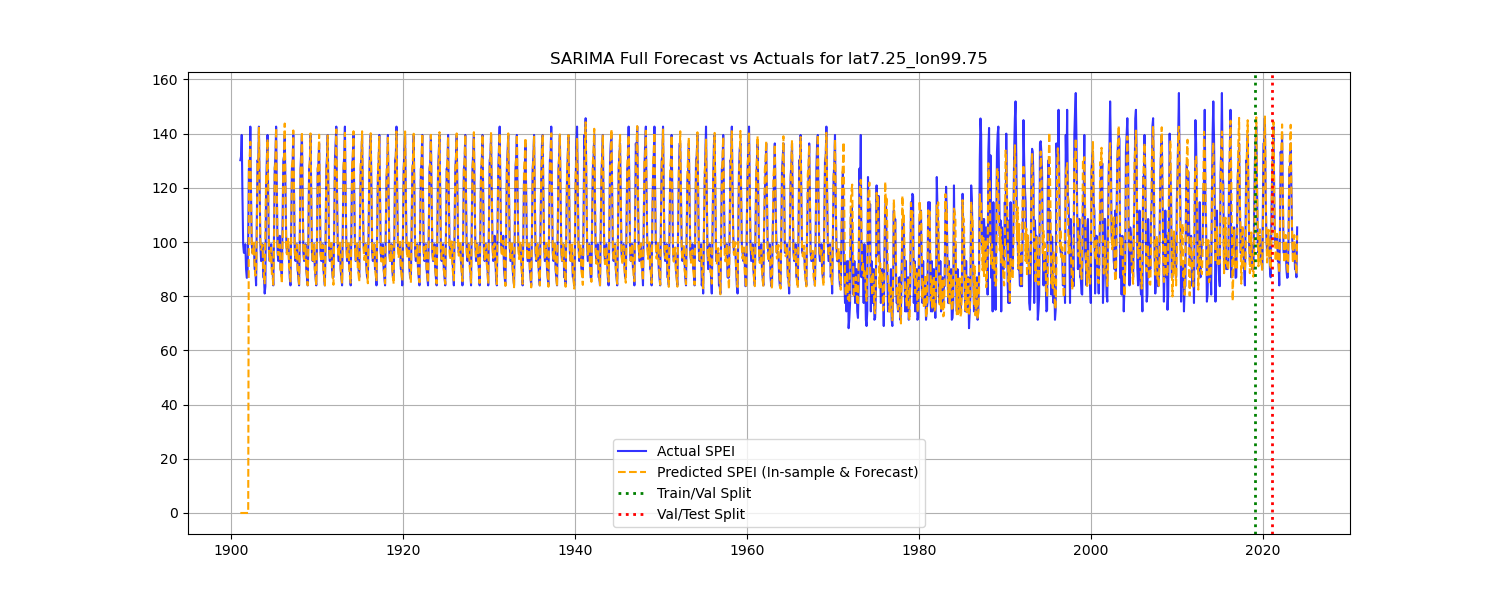 SARIMA Full Forecast vs Actuals for lat7.25_lon99.75
160
140
120
100
80
60
40
20
0
Actual SPEI
Predicted SPEI (In-sample & Forecast)
Train/Val Split
Val/Test Split
1900 1920 1940 1960 1980 2000 2020